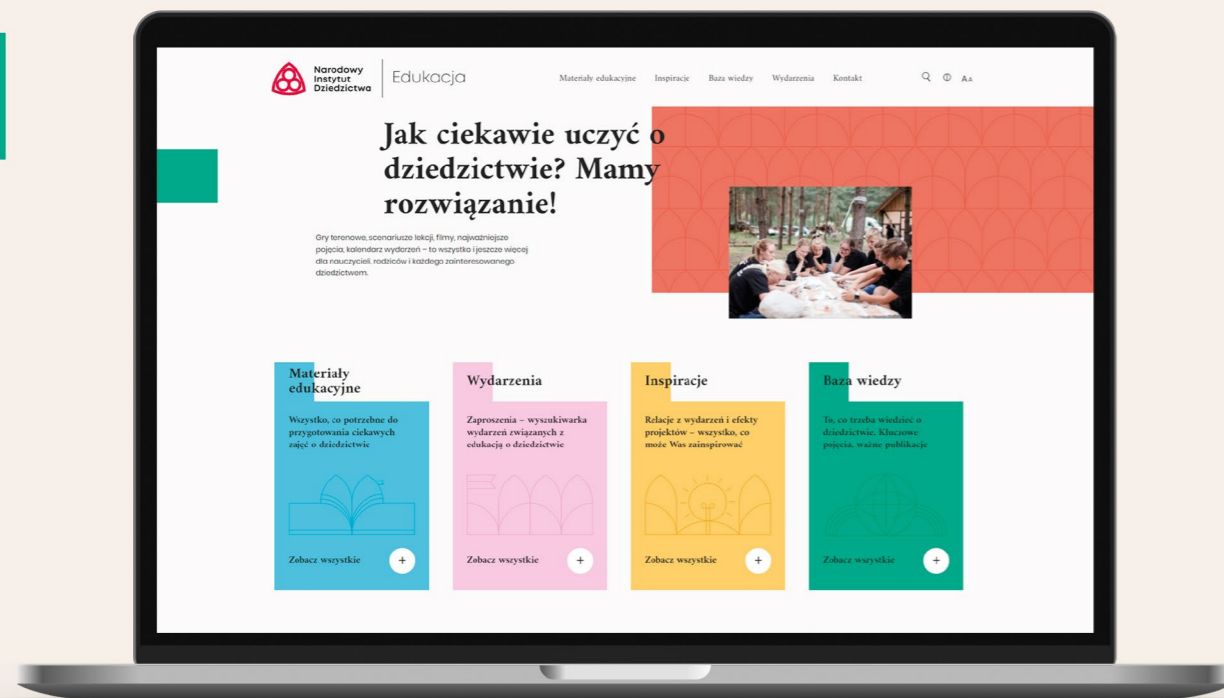 Narodowy
Instytut
Dziedzictwa
Edukacja
Materiały edukacyjne
Inspiracje
Baza wiedzy
Wydarzenia
Kontakt
AA
Jak ciekawie uczyć o
dziedzictwie? Mamy
rozwiązanie!
Gry terenowe, scenariusze lekcji, filmy, najważniejsze
pojęcia, kalendarz wydarzeń – to wszystko i jeszcze więcej
dla nauczycieli, rodziców i każdego zainteresowanego
dziedzictwem.
Materiały
edukacyjne
Wszystko, co potrzebne do
przygotowania ciekawych
zajęć o dziedzictwie
Zobacz wszystkie
+
Wydarzenia
Zaproszenia – wyszukiwarka
wydarzeń związanych z
edukacją o dziedzictwie
Zobacz wszystkie
+
Inspiracje
Relacje z wydarzeń i efekty
projektów – wszystko, co
może Was zainspirować
Zobacz wszystkie
+
Baza wiedzy
To, co trzeba wiedzieć o
dziedzictwie. Kluczowe
pojęcia, ważne publikacje
Zobacz wszystkie
+